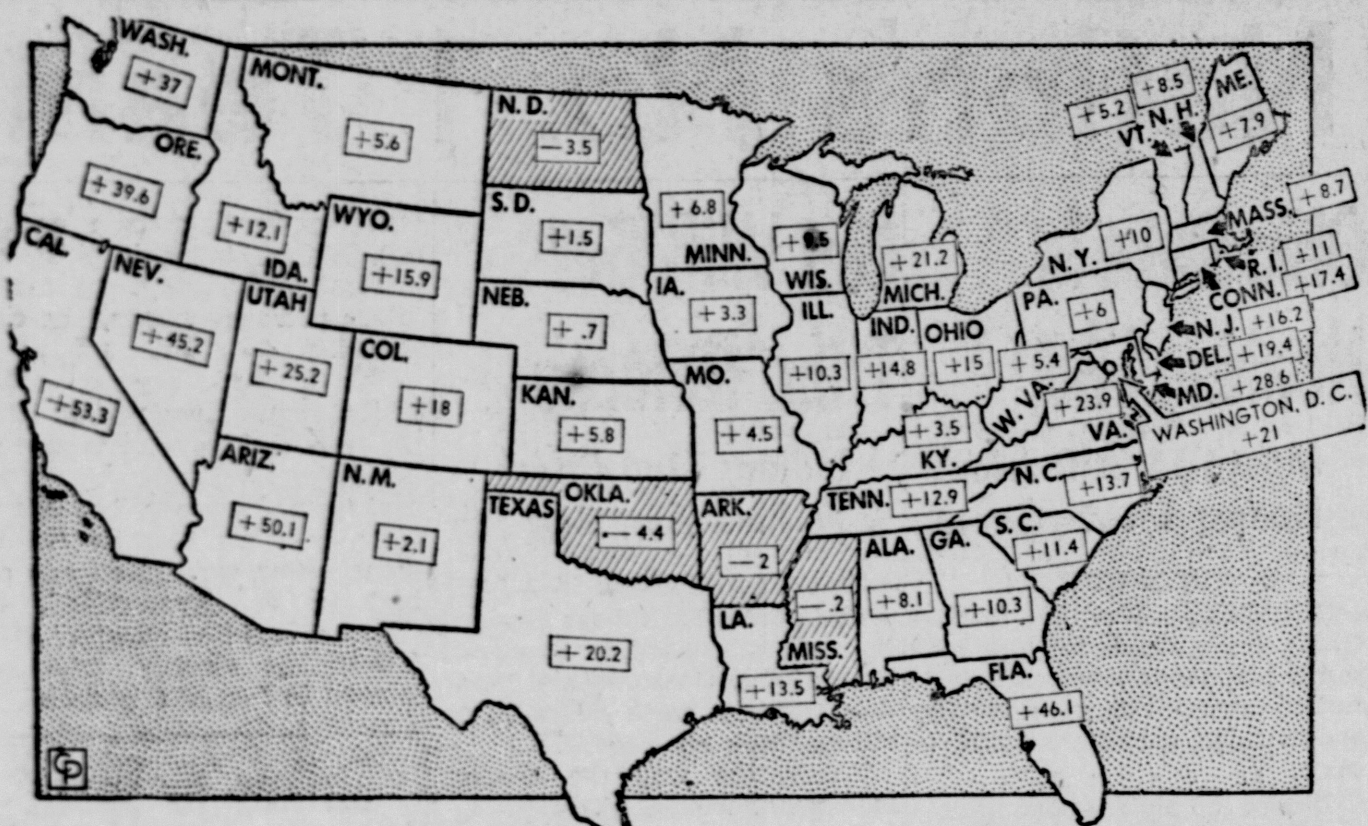 WASH.
+37
ORE.
+39.6
CAL.
+53.3
NEV.
+45.2
IDA.
+12.1
MONT.
+5.6
WYO.
+15.9
UTAH
+25.2
COL.
+18
ARIZ.
+50.1
N.M.
+2.1
N. D.
—3.5
S. D.
+1.5
NEB.
+ .7
KAN.
+5.8
OKLA.
— 4.4
TEXAS
+ 20.2
MINN.
+6.8
IA.
+3.3
MO.
+4.5
ARK.
— 2
LA.
+13.5
WIS.
ILL.
+10.3
MICH.
+21.2
IND.
+14.8
OHIO
+15
KY.
+3.5
TENN.
+12.9
MISS.
— .2
ALA.
+8.1
GA.
+10.3
FLA.
+46.1
S. C.
+11.4
N. C.
+13.7
VA.
+23.9
W. VA.
+5.4
PA.
+6
N.Y.
+10
VT.
+5.2
N. H.
+8.5
ME.
+7.9
MASS.
+8.7
R.I.
+11
CONN.
+17.4
N. J.
+16.2
DEL.
+19.4
MD.
+28.6
WASHINGTON, D. C.
+21
CP